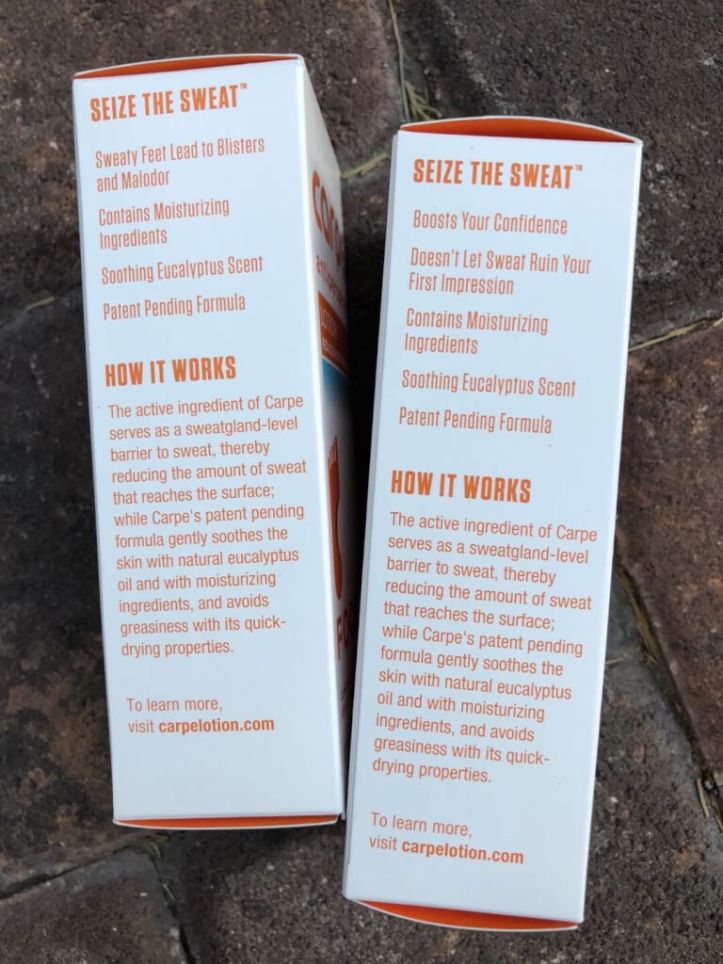 SEIZE THE SWEAT™
Sweaty Feet Lead to Blisters
and Malodor
Contains Moisturizing
Ingredients
Soothing Eucalyptus Scent
Patent Pending Formula
HOW IT WORKS
The active ingredient of Carpe
serves as a sweatgland-level
barrier to sweat, thereby
reducing the amount of sweat
that reaches the surface;
while Carpe's patent pending
formula gently soothes the
skin with natural eucalyptus
oil and with moisturizing
ingredients, and avoids
greasiness with its quick-
drying properties.
To learn more,
visit carpelotion.com
SEIZE THE SWEAT™
Boosts Your Confidence
Doesn't Let Sweat Ruin Your
First Impression
Contains Moisturizing
Ingredients
Soothing Eucalyptus Scent
Patent Pending Formula
HOW IT WORKS
The active ingredient of Carpe
serves as a sweatgland-level
barrier to sweat, thereby
reducing the amount of sweat
that reaches the surface;
while Carpe's patent pending
formula gently soothes the
skin with natural eucalyptus
oil and with moisturizing
ingredients, and avoids
greasiness with its quick-
drying properties.
To learn more,
visit carpelotion.com